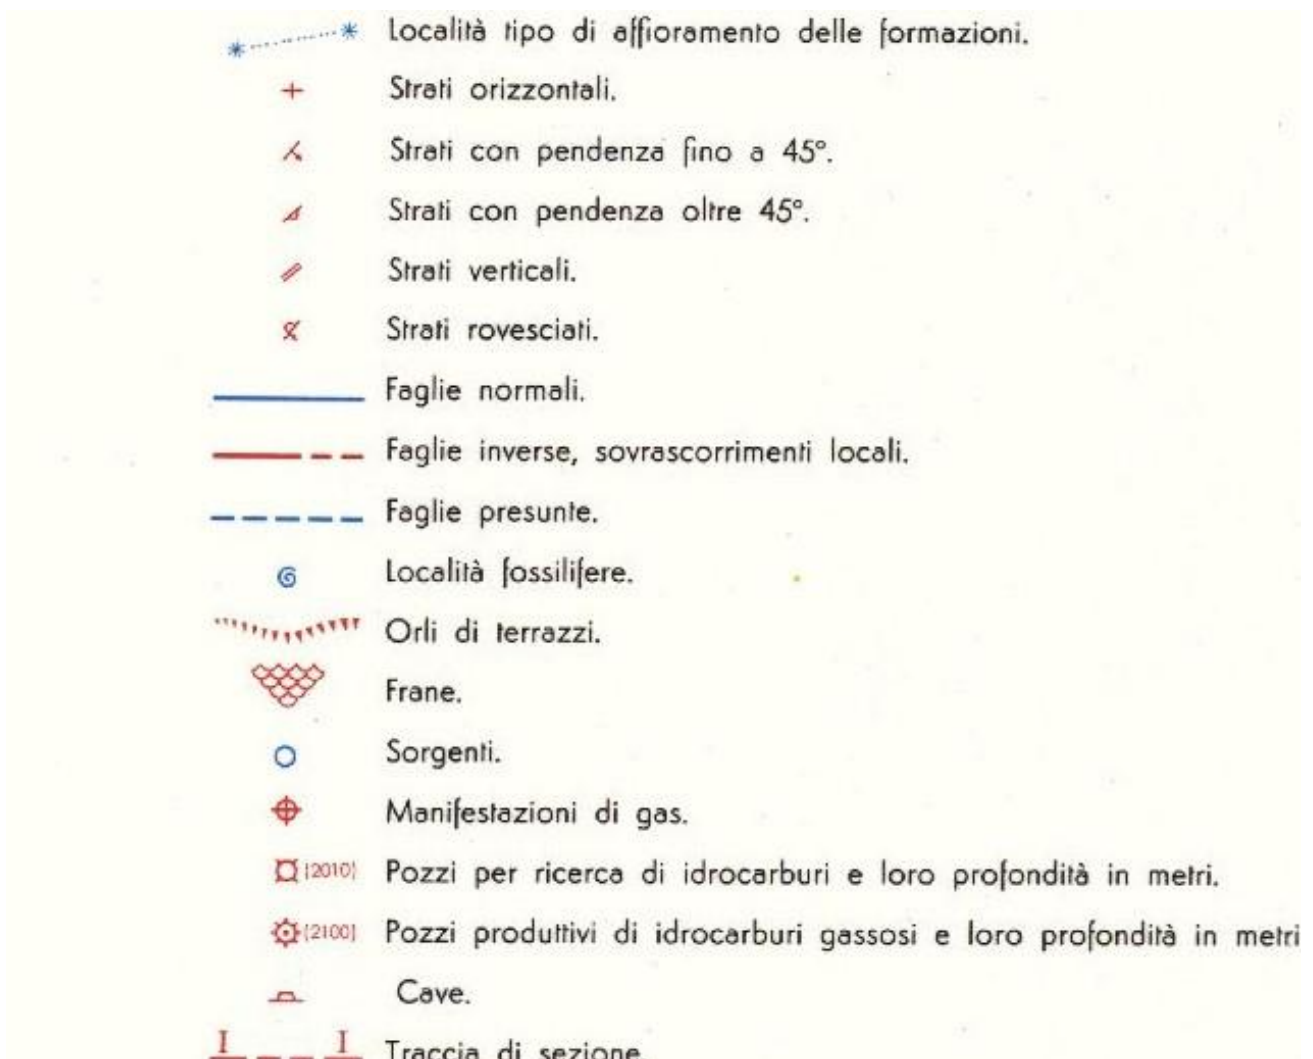 Località tipo di affioramento delle formazioni.
Strati orizzontali.
Strati con pendenza fino a 45°.
Strati con pendenza oltre 45°.
Strati verticali.
Strati rovesciati.
Faglie normali.
Faglie inverse, sovrascorrimenti locali.
Faglie presunte.
Località fossilifere.
Orli di terrazzi.
Frane.
Sorgenti.
Manifestazioni di gas.
(2010) Pozzi per ricerca di idrocarburi e loro profondità in metri.
(2100) Pozzi produttivi di idrocarburi gassosi e loro profondità in metri
Cave.
I I Traccia di sezione.